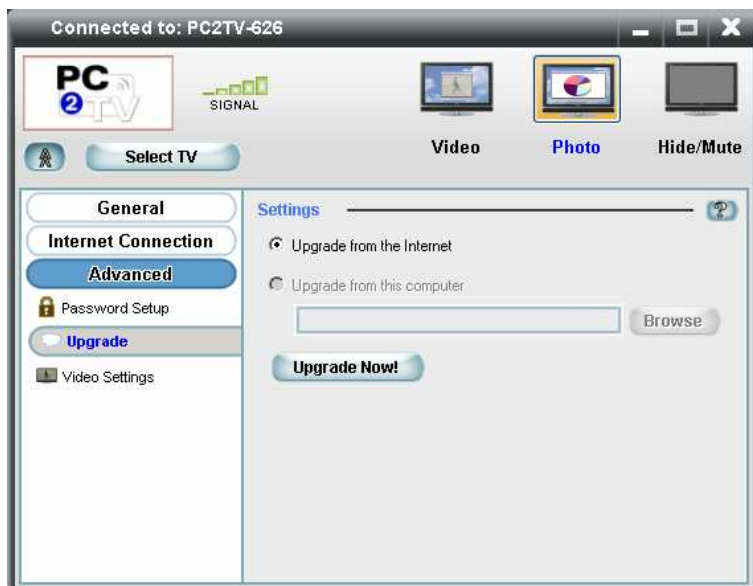 Connected to: PC2TV-626
PC
2
TV
SIGNAL
Select TV
Video
Photo
Hide/Mute
General
Internet Connection
Advanced
Password Setup
Upgrade
Video Settings
Settings
?
Upgrade from the Internet
Upgrade from this computer
Browse
Upgrade Now!